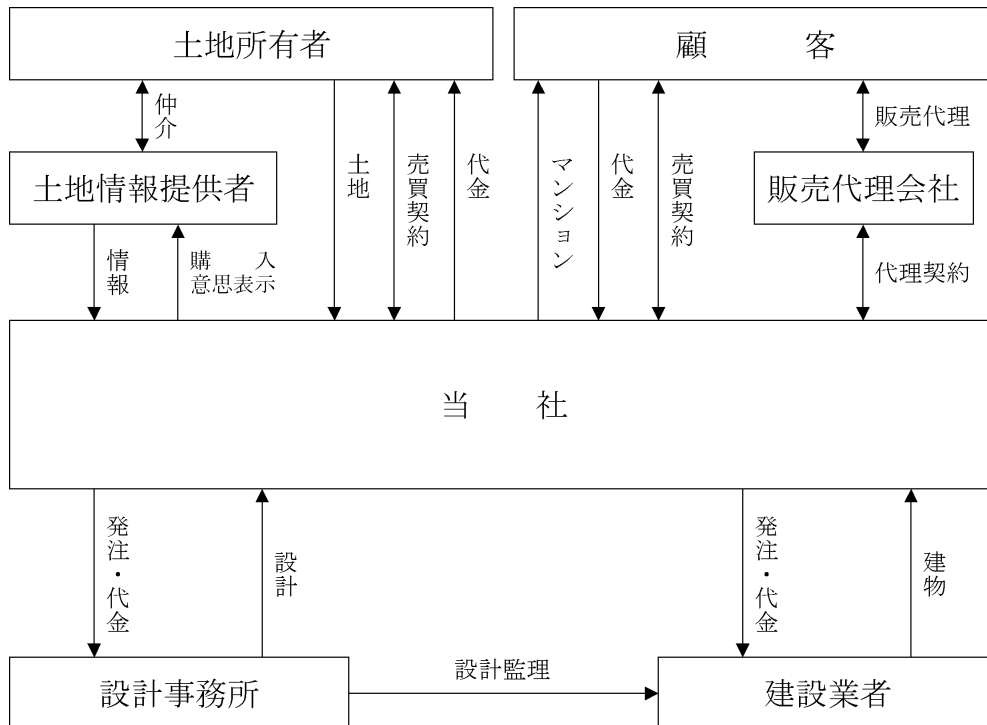 土地所有者
顧 客
仲介
販売代理
土地情報提供者
土地
売買契約
代金
マンション
代金
売買契約
販売代理会社
情報
購 入
意思表示
代理契約
当 社
発注・代金
設計
発注・代金
建物
設計事務所
設計監理
建設業者